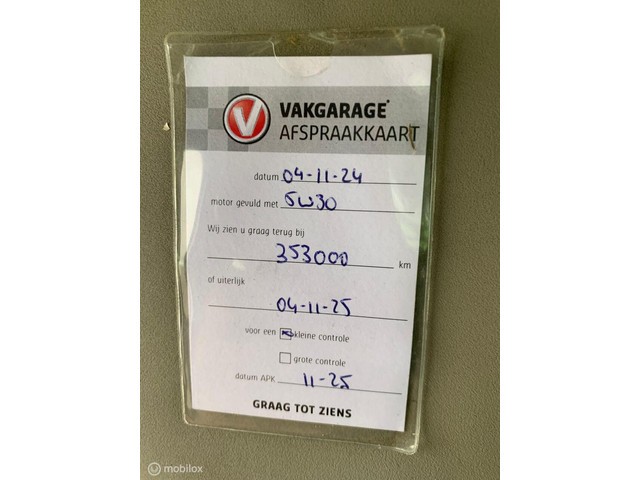 V
VAKGARAGE
AFSPRAAKKAART
datum 04-11-24
motor gevuld met 5W30
Wij zien u graag terug bij
353000 km
of uiterlijk
04-11-25
voor een kleine controle
grote controle
datum APK 11-25
GRAAG TOT ZIENS
mobilox